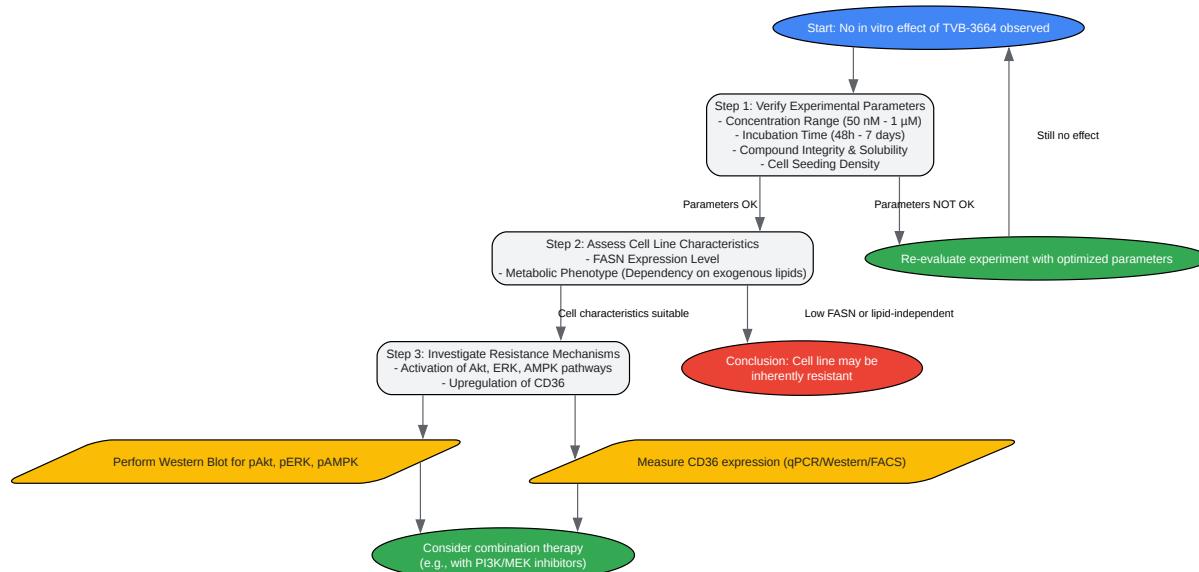 Start: No in vitro effect of TVB-3664 observed
Step 1: Verify Experimental Parameters
- Concentration Range (50 nM - 1 µM)
- Incubation Time (48h - 7 days)
- Compound Integrity & Solubility
- Cell Seeding Density
Still no effect
Parameters OK
Parameters NOT OK
Step 2: Assess Cell Line Characteristics
- FASN Expression Level
- Metabolic Phenotype (Dependency on exogenous lipids)
Re-evaluate experiment with optimized parameters
Cell characteristics suitable
Low FASN or lipid-independent
Step 3: Investigate Resistance Mechanisms
- Activation of Akt, ERK, AMPK pathways
- Upregulation of CD36
Conclusion: Cell line may be
inherently resistant
Perform Western Blot for pAkt, pERK, pAMPK
Measure CD36 expression (qPCR/Western/FACS)
Consider combination therapy
(e.g., with PI3K/MEK inhibitors)